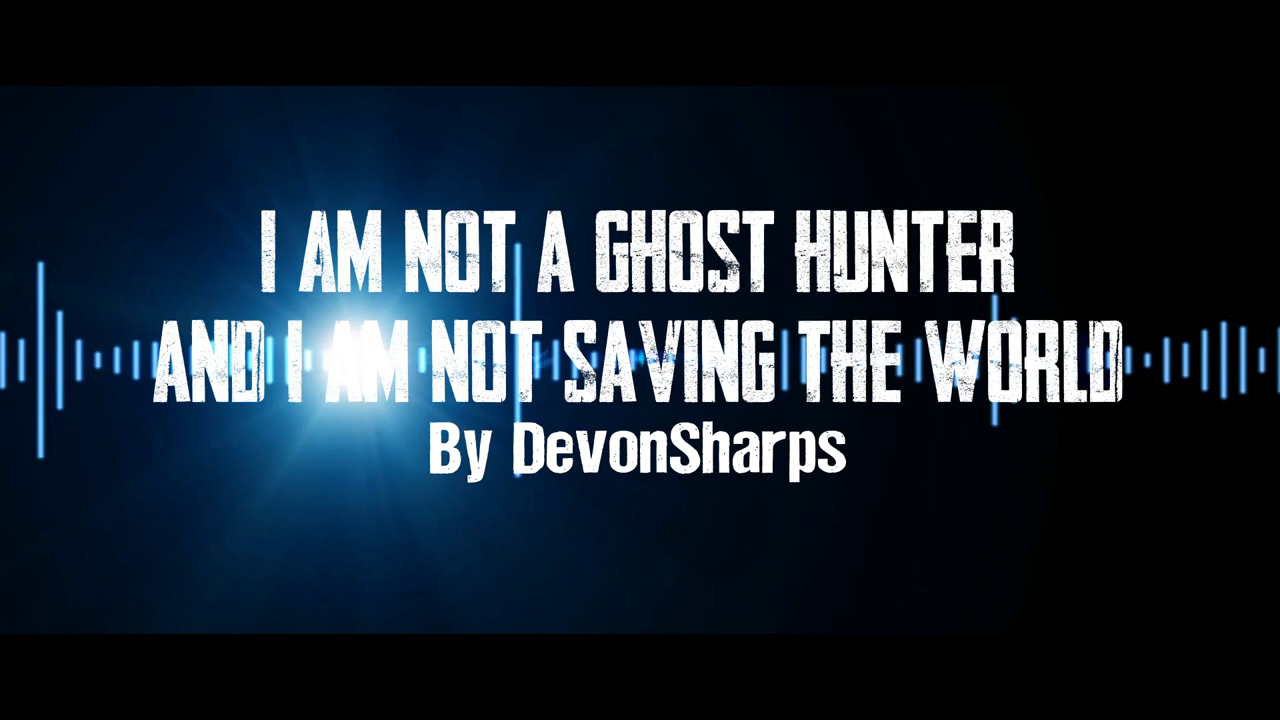 I AM NOT A GHOST HUNTER
AND I AM NOT SAVING THE WORLD
By DevonSharps